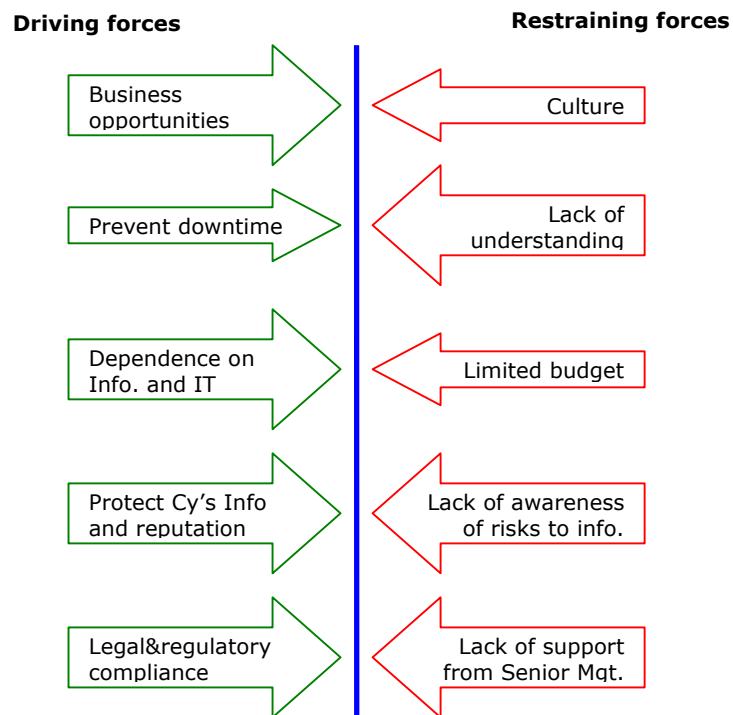 Driving forces
Restraining forces
Business
opportunities
Culture
Prevent downtime
Lack of
understanding
Dependence on
Info. and IT
Limited budget
Protect Cy's Info
and reputation
Lack of awareness
of risks to info.
Legal&regulatory
compliance
Lack of support
from Senior Mgt.